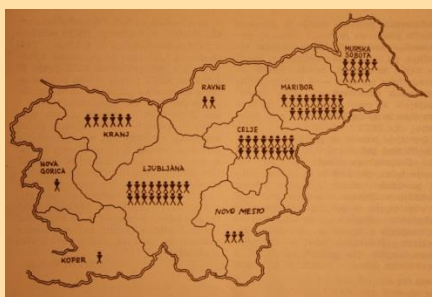 MURSKA
SOBOTA
RAVNE
MARIBOR
KRANJ
CELJE
NOVA
GORICA
LJUBLJANA
NOVO MESTO
KOPER